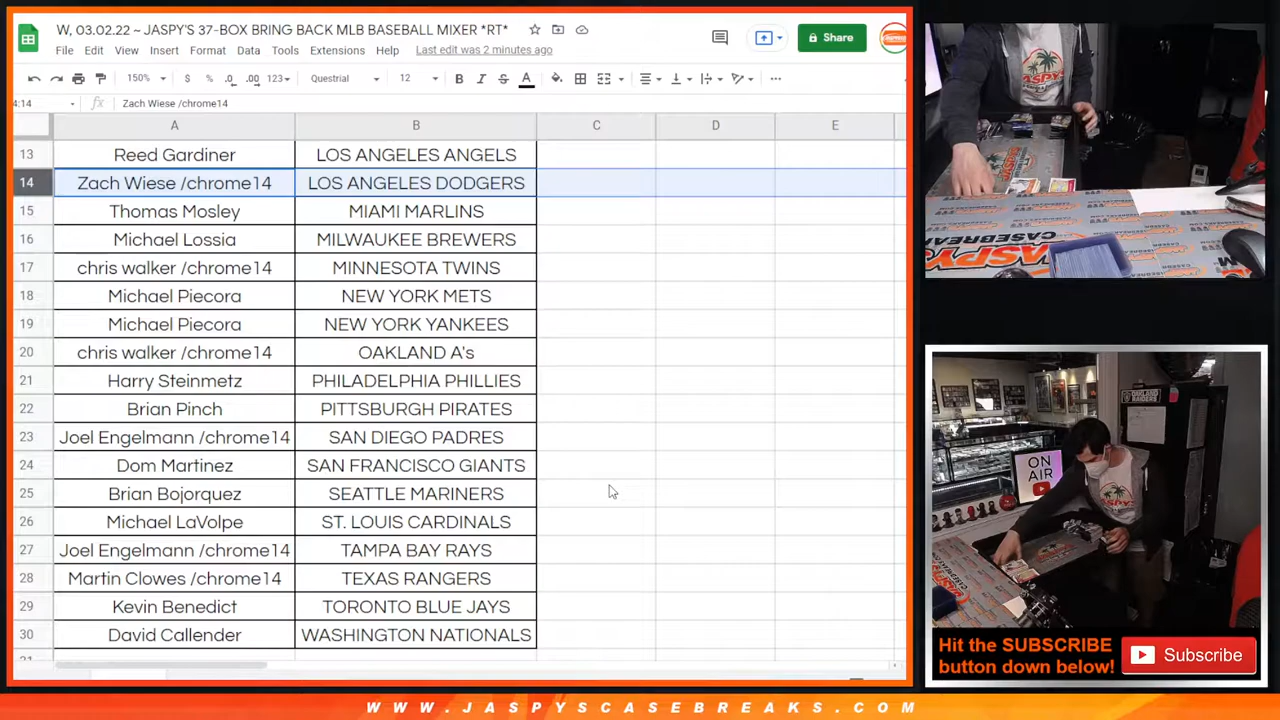 W, 03.02.22 ~ JASPY'S 37-BOX BRING BACK MLB BASEBALL MIXER *RT*
File Edit View Insert Format Data Tools Extensions Help Last edit was 2 minutes ago
Share
150% $ % .0 .00 123 Questrial 12 B I S A
4:14 fx Zach Wiese /chrome14
A B C D E
13 Reed Gardiner LOS ANGELES ANGELS
14 Zach Wiese /chrome14 LOS ANGELES DODGERS
15 Thomas Mosley MIAMI MARLINS
16 Michael Lossia MILWAUKEE BREWERS
17 chris walker /chrome14 MINNESOTA TWINS
18 Michael Piecora NEW YORK METS
19 Michael Piecora NEW YORK YANKEES
20 chris walker /chrome14 OAKLAND A's
21 Harry Steinmetz PHILADELPHIA PHILLIES
22 Brian Pinch PITTSBURGH PIRATES
23 Joel Engelmann /chrome14 SAN DIEGO PADRES
24 Dom Martinez SAN FRANCISCO GIANTS
25 Brian Bojorquez SEATTLE MARINERS
26 Michael LaVolpe ST. LOUIS CARDINALS
27 Joel Engelmann /chrome14 TAMPA BAY RAYS
28 Martin Clowes /chrome14 TEXAS RANGERS
29 Kevin Benedict TORONTO BLUE JAYS
30 David Callender WASHINGTON NATIONALS
JASPYS
CASEBREAKS
OAKLAND RAIDERS
ON AIR
JASPYS
Hit the SUBSCRIBE
button down below!
Subscribe
WWW.JASPYSCASEBREAKS.COM